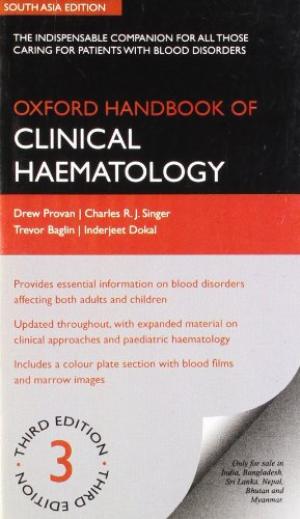 SOUTH ASIA EDITION
THE INDISPENSABLE COMPANION FOR ALL THOSE
CARING FOR PATIENTS WITH BLOOD DISORDERS
OXFORD HANDBOOK OF
CLINICAL
HAEMATOLOGY
Drew Provan | Charles R. J. Singer
Trevor Baglin | Inderjeet Dokal
Provides essential information on blood disorders
affecting both adults and children
Updated throughout, with expanded material on
clinical approaches and paediatric haematology
Includes a colour plate section with blood films
and marrow images
THIRD EDITION
3
THIRD EDITION
Only for sale in
India, Bangladesh,
Sri Lanka, Nepal,
Bhutan and
Myanmar.